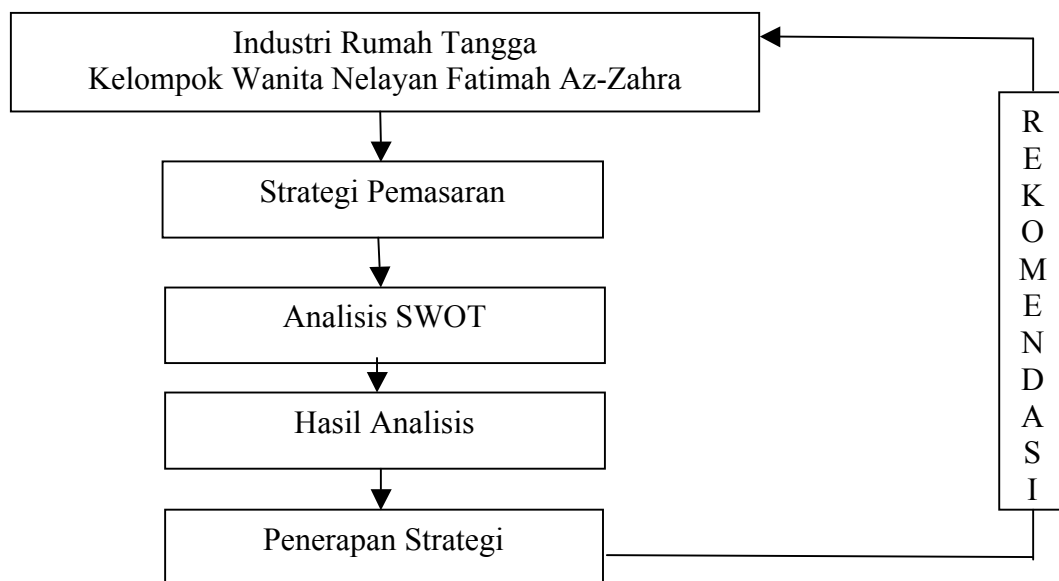 Industri Rumah Tangga
Kelompok Wanita Nelayan Fatimah Az-Zahra
Strategi Pemasaran
Analisis SWOT
Hasil Analisis
Penerapan Strategi
R
E
K
O
M
E
N
D
A
S
I